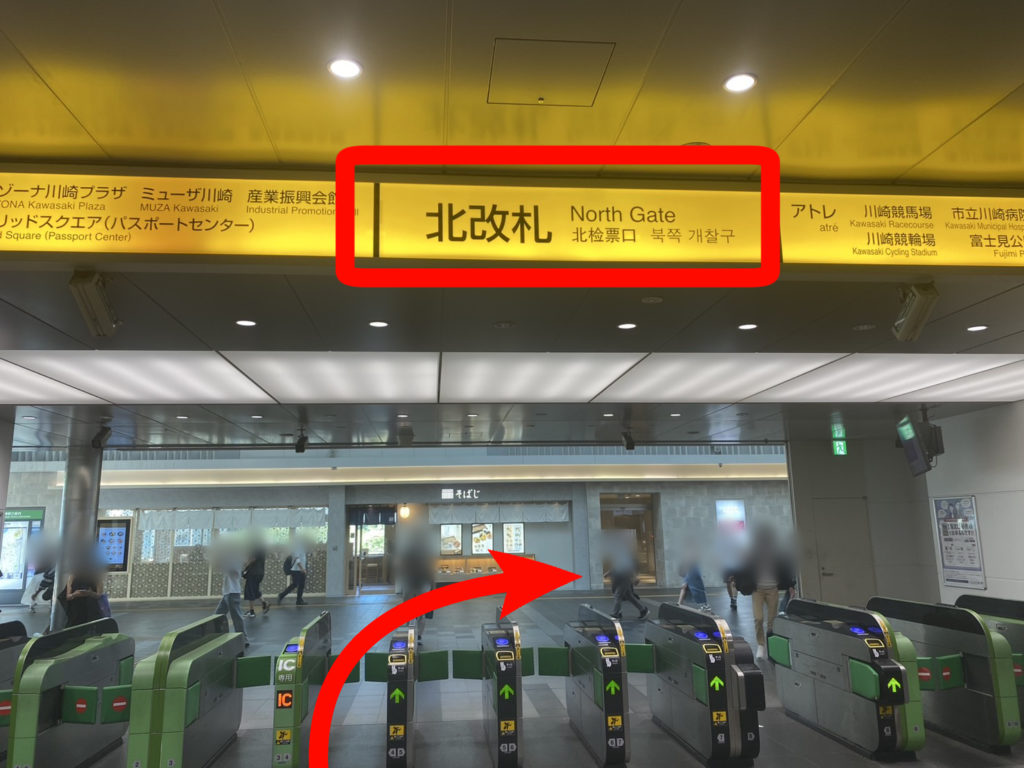 ゾーナ川崎プラザ ミューザ川崎 産業振興会館
TONA Kawasaki Plaza MUZA Kawasaki Industrial Promotion
リッドスクエア(パスポートセンター)
d Square (Passport Center)
北改札
North Gate
北检票口 북쪽 개찰구
アトレ
atré
川崎競馬場
Kawasaki Racecourse
川崎競輪場
Kawasaki Cycling Stadium
市立川崎病院
Kawasaki Municipal Hosp
富士見公
Fujimi P
そばじ
IC
専用
IC